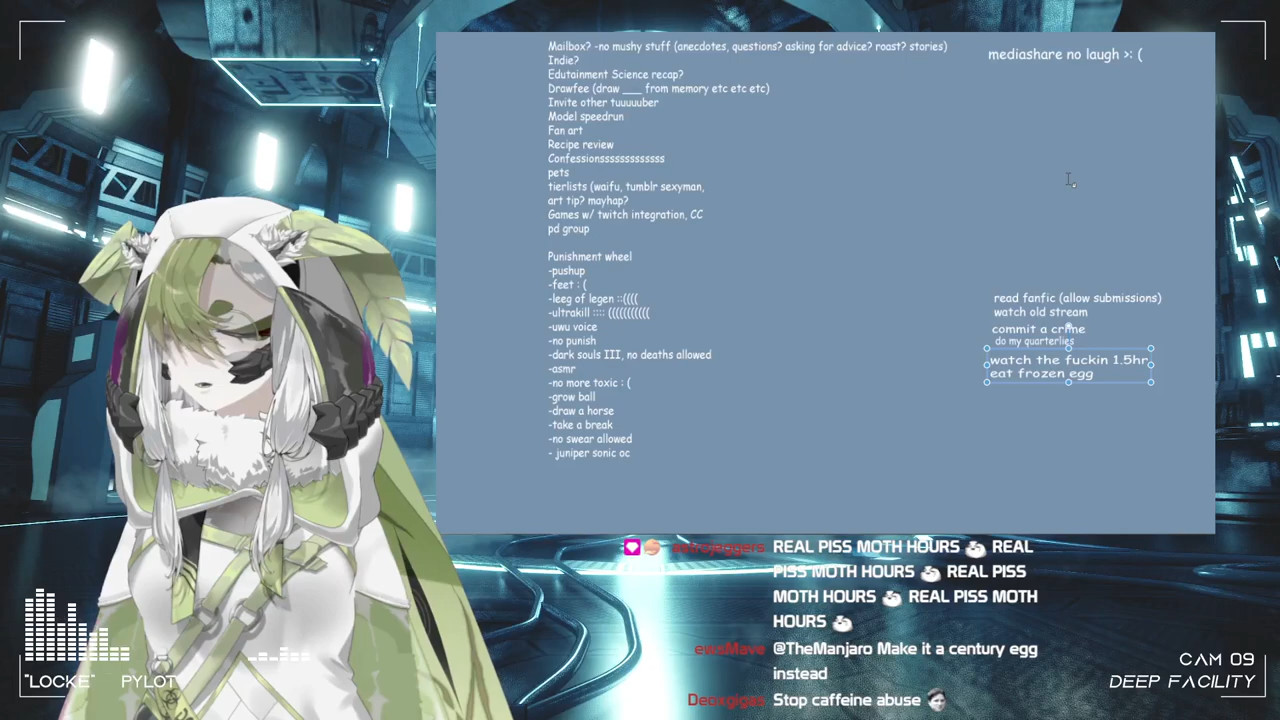 Mailbox? -no mushy stuff (anecdotes, questions? asking for advice? roast? stories)
Indie?
Edutainment Science recap?
Drawfee (draw ___ from memory etc etc etc)
Invite other tuuuuber
Model speedrun
Fan art
Recipe review
Confessionsssssssssssss
pets
tierlists (waifu, tumblr sexyman,
art tip? mayhap?
Games w/ twitch integration, CC
pd group
Punishment wheel
-pushup
-feet : (
-leeg of legen ::((((
-ultrakill :::: (((((((((((
-uwu voice
-no punish
-dark souls III, no deaths allowed
-asmr
-no more toxic : (
-grow ball
-draw a horse
-take a break
-no swear allowed
- juniper sonic oc
mediashare no laugh >: (
read fanfic (allow submissions)
watch old stream
commit a crime
do my quarterlies
watch the fuckin 1.5hr
eat frozen egg
astrojoggers REAL PISS MOTH HOURS REAL
PISS MOTH HOURS REAL PISS
MOTH HOURS REAL PISS MOTH
HOURS
@TheManjaro Make it a century egg
instead
Stop caffeine abuse
"LOCKE" PYLOT
CAM 09
DEEP FACILITY